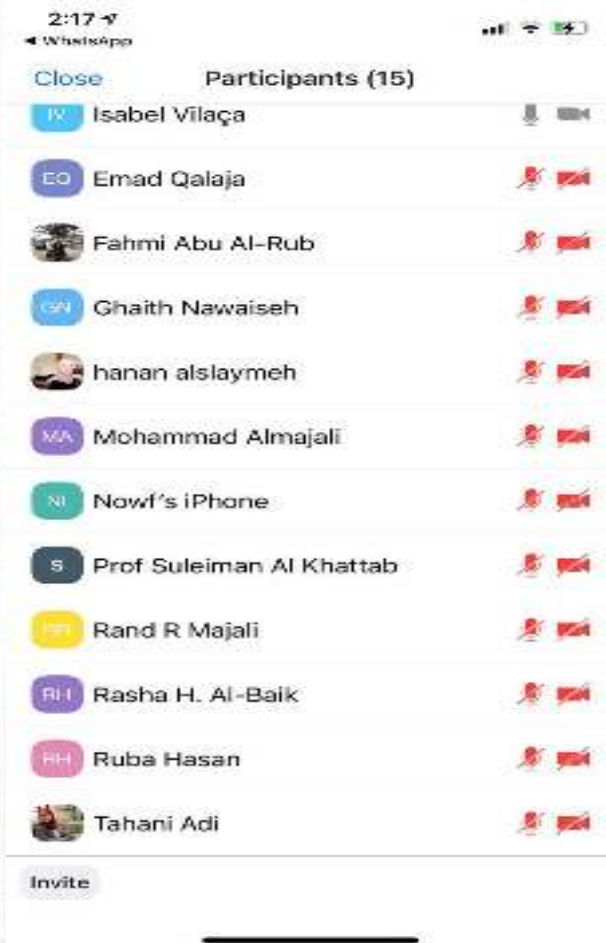 2:17
WhatsApp
Close Participants (15)
IV Isabel Vilaça
EQ Emad Qalaja
Fahmi Abu Al-Rub
GN Ghaith Nawaiseh
hanan alslaymeh
MA Mohammad Almajali
NI Nowf's iPhone
S Prof Suleiman Al Khattab
Rand R Majali
RH Rasha H. Al-Baik
RH Ruba Hasan
Tahani Adi
Invite